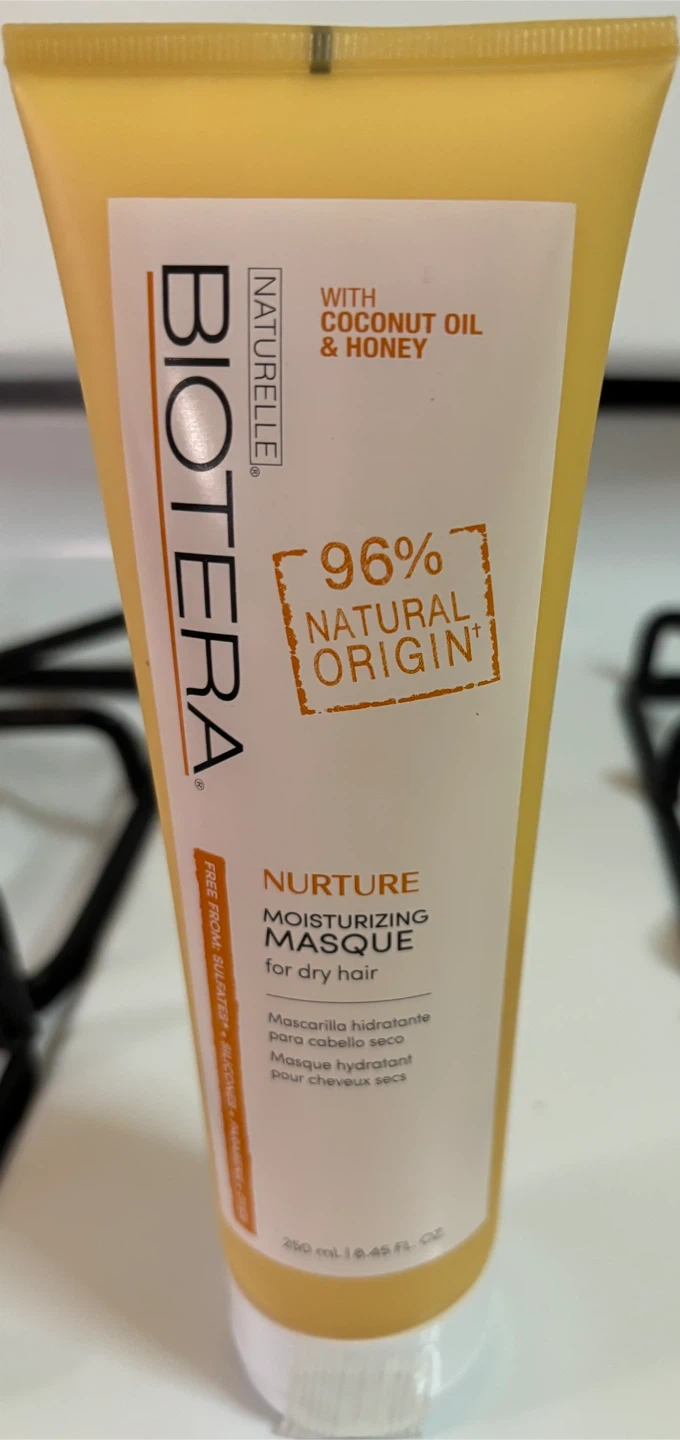 NATURELLE®
BIOTERA®
WITH
COCONUT OIL
& HONEY
96%
NATURAL
ORIGIN†
NURTURE
MOISTURIZING
MASQUE
for dry hair
Mascarilla hidratante
para cabello seco
Masque hydratant
pour cheveux secs
FREE FROM: SULFATES • SILICONES •
250 mL | 8.45 FL. OZ